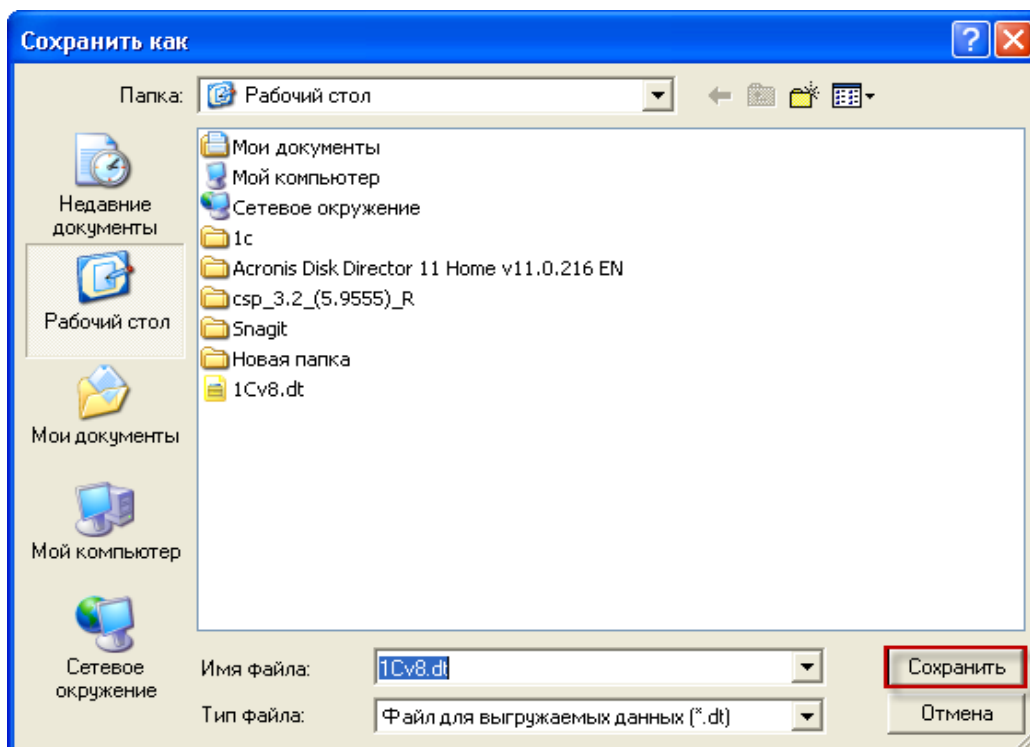 Сохранить как
Папка: Рабочий стол
Недавние
документы
Рабочий стол
Мои документы
Мой компьютер
Сетевое
окружение
Мои документы
Мой компьютер
Сетевое окружение
1c
Acronis Disk Director 11 Home v11.0.216 EN
csp_3.2_(5.9555)_R
Snagit
Новая папка
1Cv8.dt
Имя файла: 1Cv8.dt Сохранить
Тип файла: Файл для выгружаемых данных (*.dt) Отмена